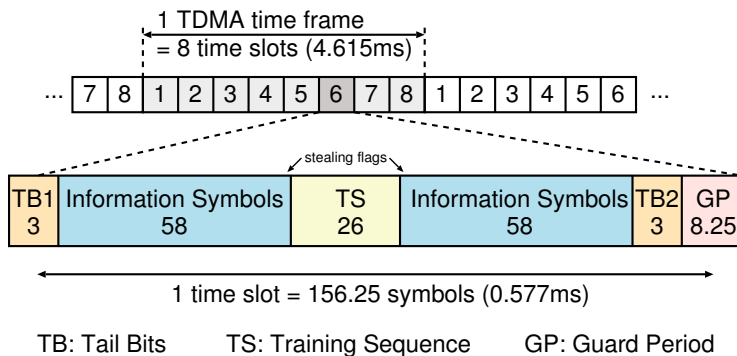 1 TDMA time frame
= 8 time slots (4.615ms)
... 7 8 1 2 3 4 5 6 7 8 1 2 3 4 5 6 ...
stealing flags
TB1 Information Symbols TS Information Symbols TB2 GP
3 58 26 58 3 8.25
1 time slot = 156.25 symbols (0.577ms)
TB: Tail Bits TS: Training Sequence GP: Guard Period